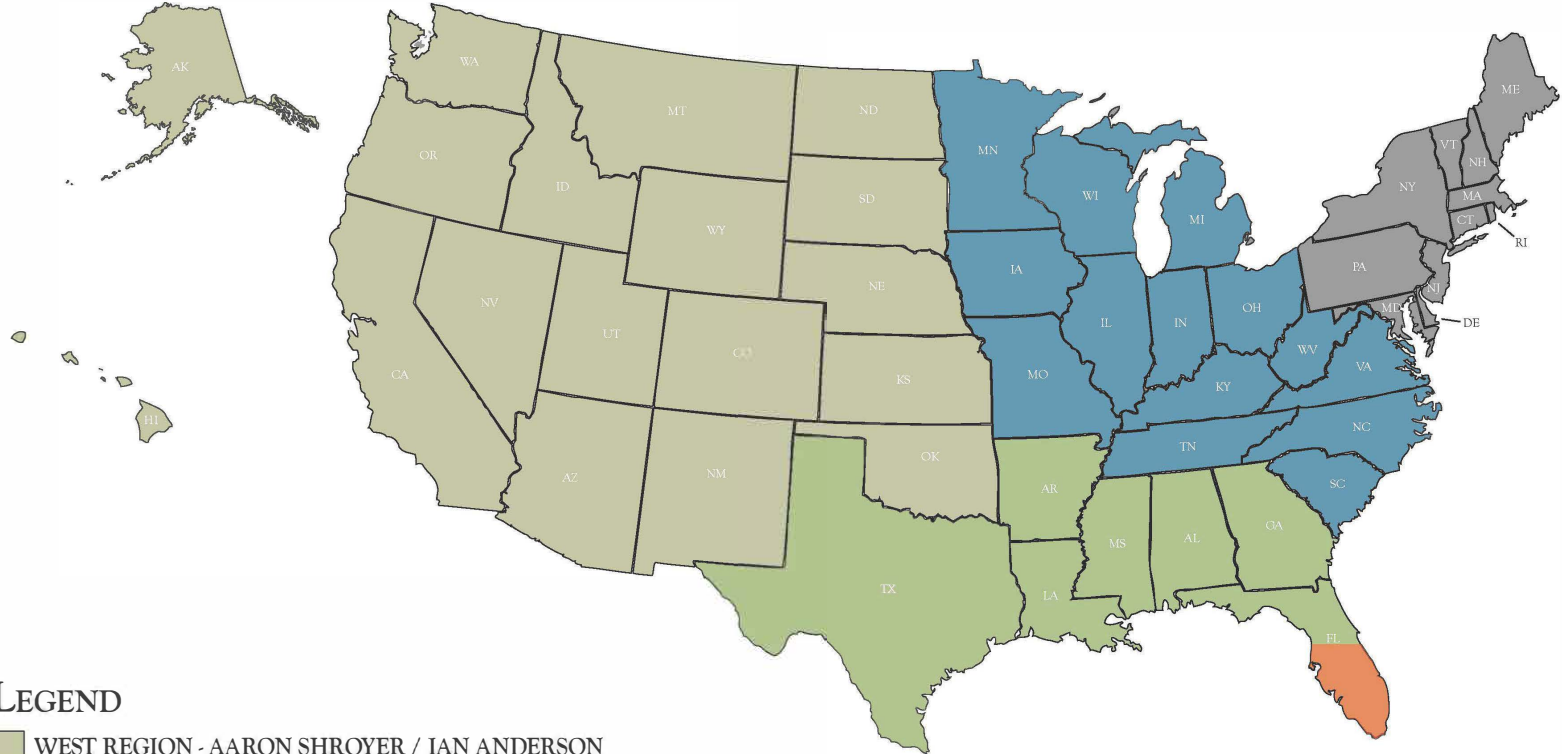 AK
WA
MT
ND
MN
ME
OR
ID
SD
WI
MI
VT
NH
NY
MA
CT
RI
WY
NE
IA
PA
NJ
NV
UT
CO
IL
IN
OH
MD
DE
CA
KS
MO
WV
VA
KY
HI
AZ
NM
OK
TN
NC
AR
SC
TX
LA
MS
AL
GA
FL
LEGEND
WEST REGION - AARON SHROYER / IAN ANDERSON